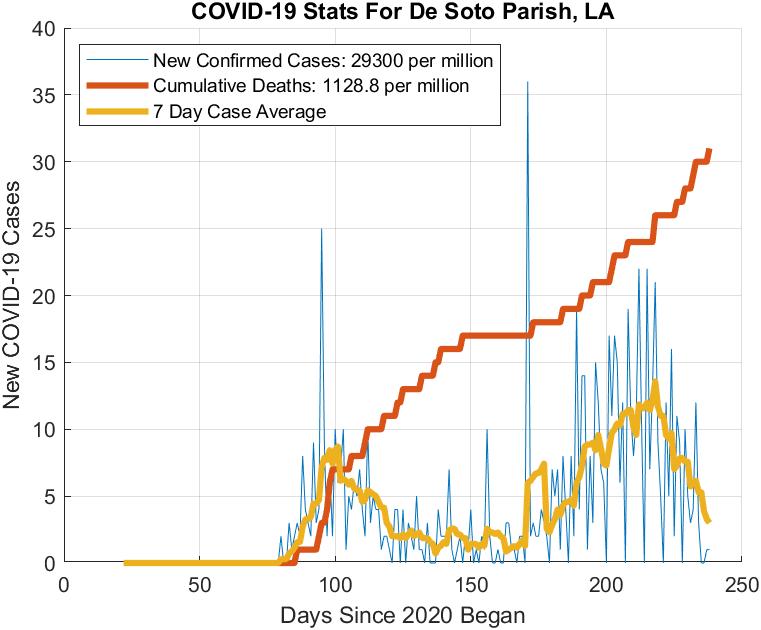 COVID-19 Stats For De Soto Parish, LA
New Confirmed Cases: 29300 per million
Cumulative Deaths: 1128.8 per million
7 Day Case Average
New COVID-19 Cases
40
35
30
25
20
15
10
5
0
0 50 100 150 200 250
Days Since 2020 Began